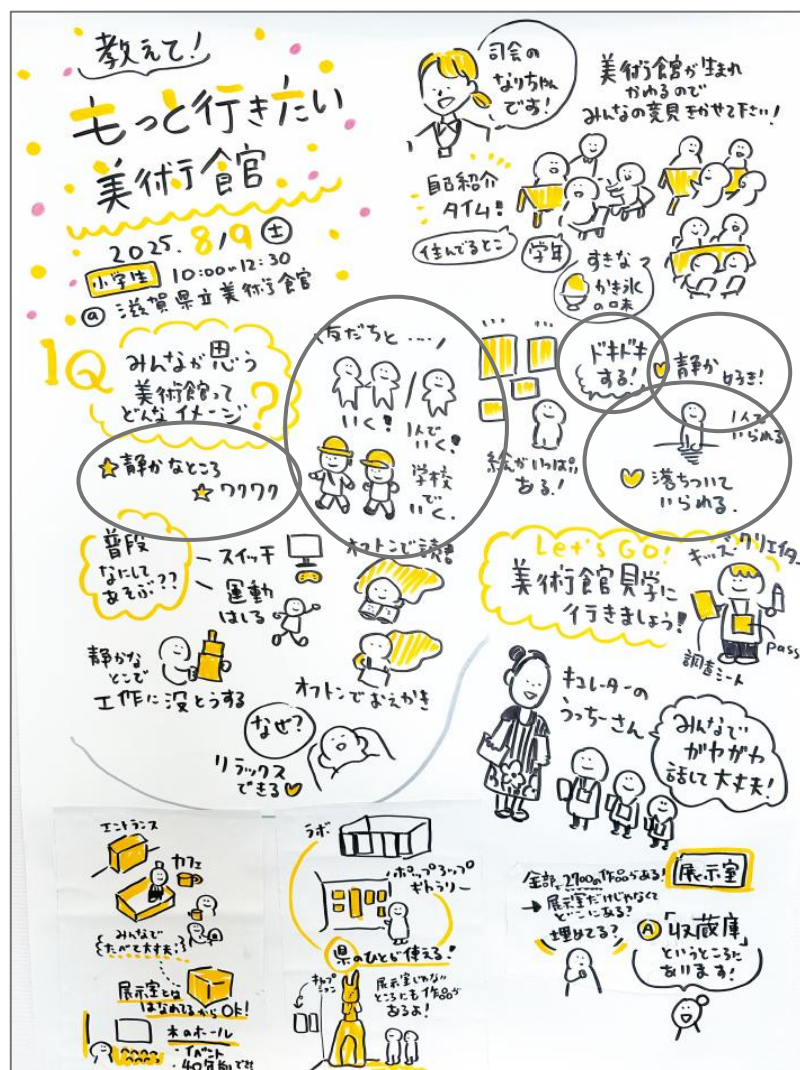 教えて!
もっと行きたい
美術館
2025. 8/9 土
小学生 10:00~12:30
@ 滋賀県立美術館
司会の
なりちゃん
です!
美術館が生まれ
かわるので
みんなの意見をきかせて下さい!
自己紹介
タイム!
住んでるとこ
学年
すきな
かき氷
の味
1Q
みんなが思う
美術館って
どんなイメージ?
静かなところ
ワクワク
友だちと‥‥
いく!
1人で
いく!
学校
でいく.
絵がいっぱい
ある!
ドキドキ
する!
静か
好き!
1人で
いられる
落ちついて
いられる.
普段
なにして
あそぶ??
スイッチ
運動
はしる
オフトンで読書
静かな
とこで
工作に没とうする
オフトンでおえかき
なぜ?
リラックス
できる
Let's GO!
美術館見学に
行きましょう!
キッズ・クリエイター
調査シート
pass
キュレーターの
うっちーさん
みんなで
ガヤガヤ
話して大丈夫!
エントランス
カフェ
みんなで
たべて大丈夫
展示室とは
はなれてるからOK!
木のホール
・イベント
ラボ
ポップアップ
ギャラリー
県のひとが使える!
キャプション
展示室じゃない
ところにも作品が
あるよ!
展示室
全部で2700の作品がある!
→ 展示室だけじゃなくて
どこにある?
埋めてる?
A 「収蔵庫」
というところに
あります!